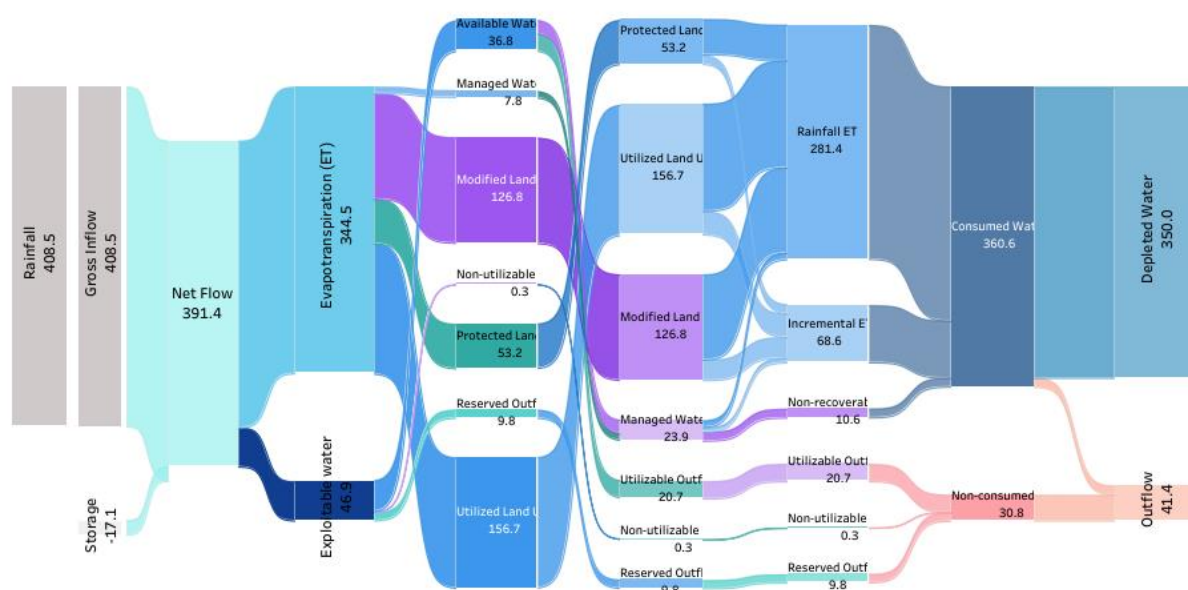 Rainfall
408.5
Gross Inflow
408.5
Storage
-17.1
Net Flow
391.4
Evapotranspiration (ET)
344.5
Exploitable water
46.9
Available Wat
36.8
Managed Wat
7.8
Modified Land
126.8
Non-utilizable
0.3
Protected Lan
53.2
Reserved Outf
9.8
Utilized Land U
156.7
Protected Land
53.2
Utilized Land U
156.7
Modified Land
126.8
Managed Wate
23.9
Utilizable Outf
20.7
Non-utilizable
0.3
Reserved Outfl
9.8
Rainfall ET
281.4
Incremental E
68.6
Non-recoverat
10.6
Utilizable Outf
20.7
Non-utilizable
0.3
Reserved Outf
9.8
Consumed Wat
360.6
Non-consumed
30.8
Depleted Water
350.0
Outflow
41.4